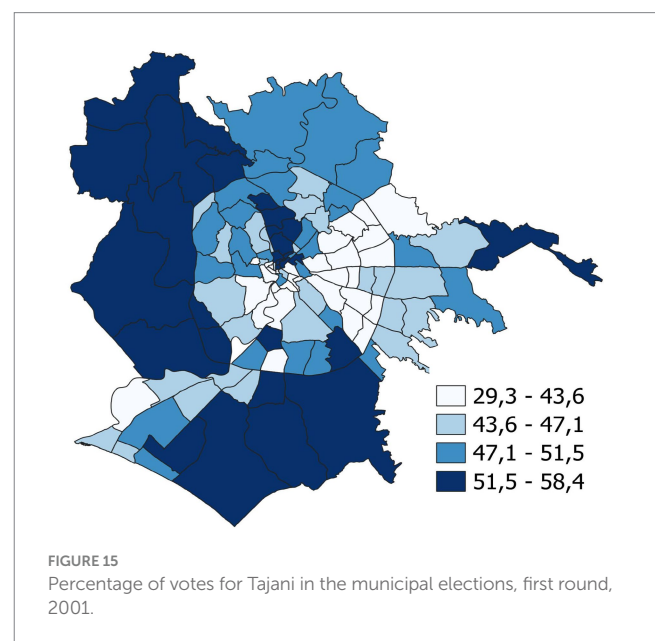 29,3 - 43,6
43,6 - 47,1
47,1 - 51,5
51,5 - 58,4
FIGURE 15
Percentage of votes for Tajani in the municipal elections, first round,
2001.